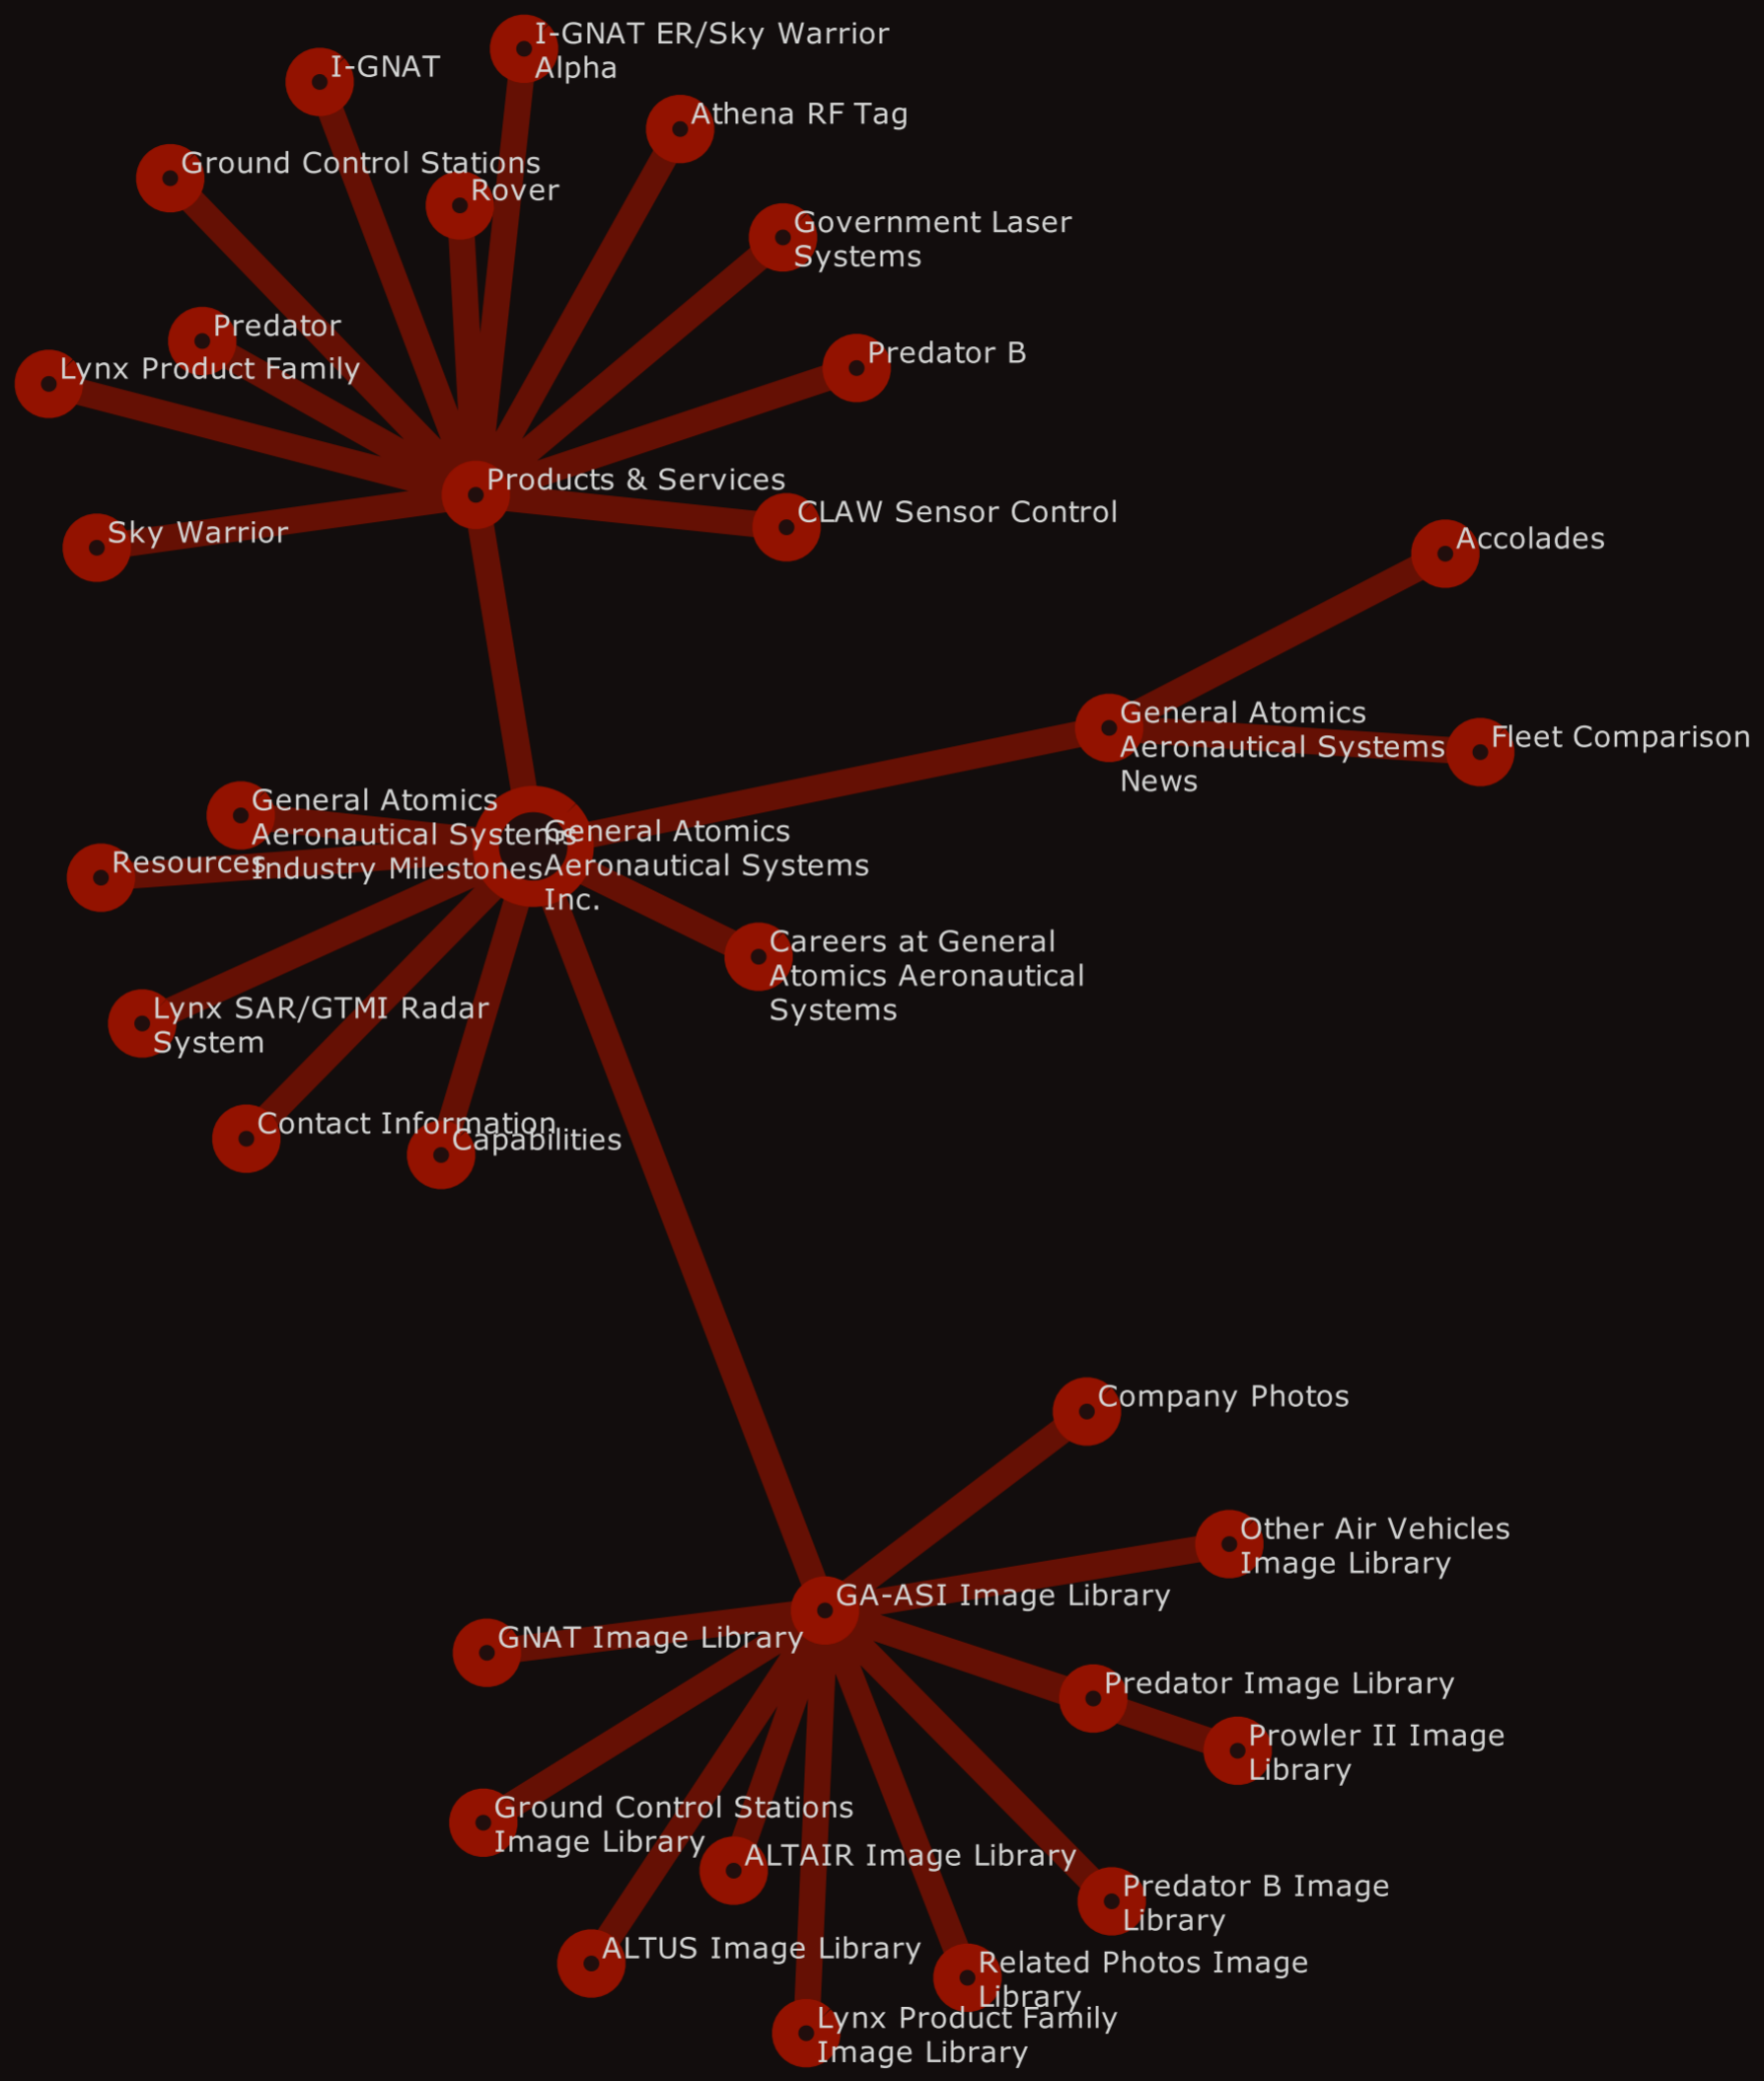 I-GNAT ER/Sky Warrior
Alpha
I-GNAT
Athena RF Tag
Ground Control Stations
Rover
Government Laser
Systems
Predator
Predator B
Lynx Product Family
Products & Services
CLAW Sensor Control
Sky Warrior
Accolades
General Atomics
Aeronautical Systems
News
Fleet Comparison
General Atomics
Aeronautical Systems
Industry Milestones
General Atomics
Aeronautical Systems
Inc.
Resources
Careers at General
Atomics Aeronautical
Systems
Lynx SAR/GTMI Radar
System
Contact Information
Capabilities
Company Photos
Other Air Vehicles
Image Library
GA-ASI Image Library
GNAT Image Library
Predator Image Library
Prowler II Image
Library
Ground Control Stations
Image Library
ALTAIR Image Library
Predator B Image
Library
ALTUS Image Library
Related Photos Image
Library
Lynx Product Family
Image Library